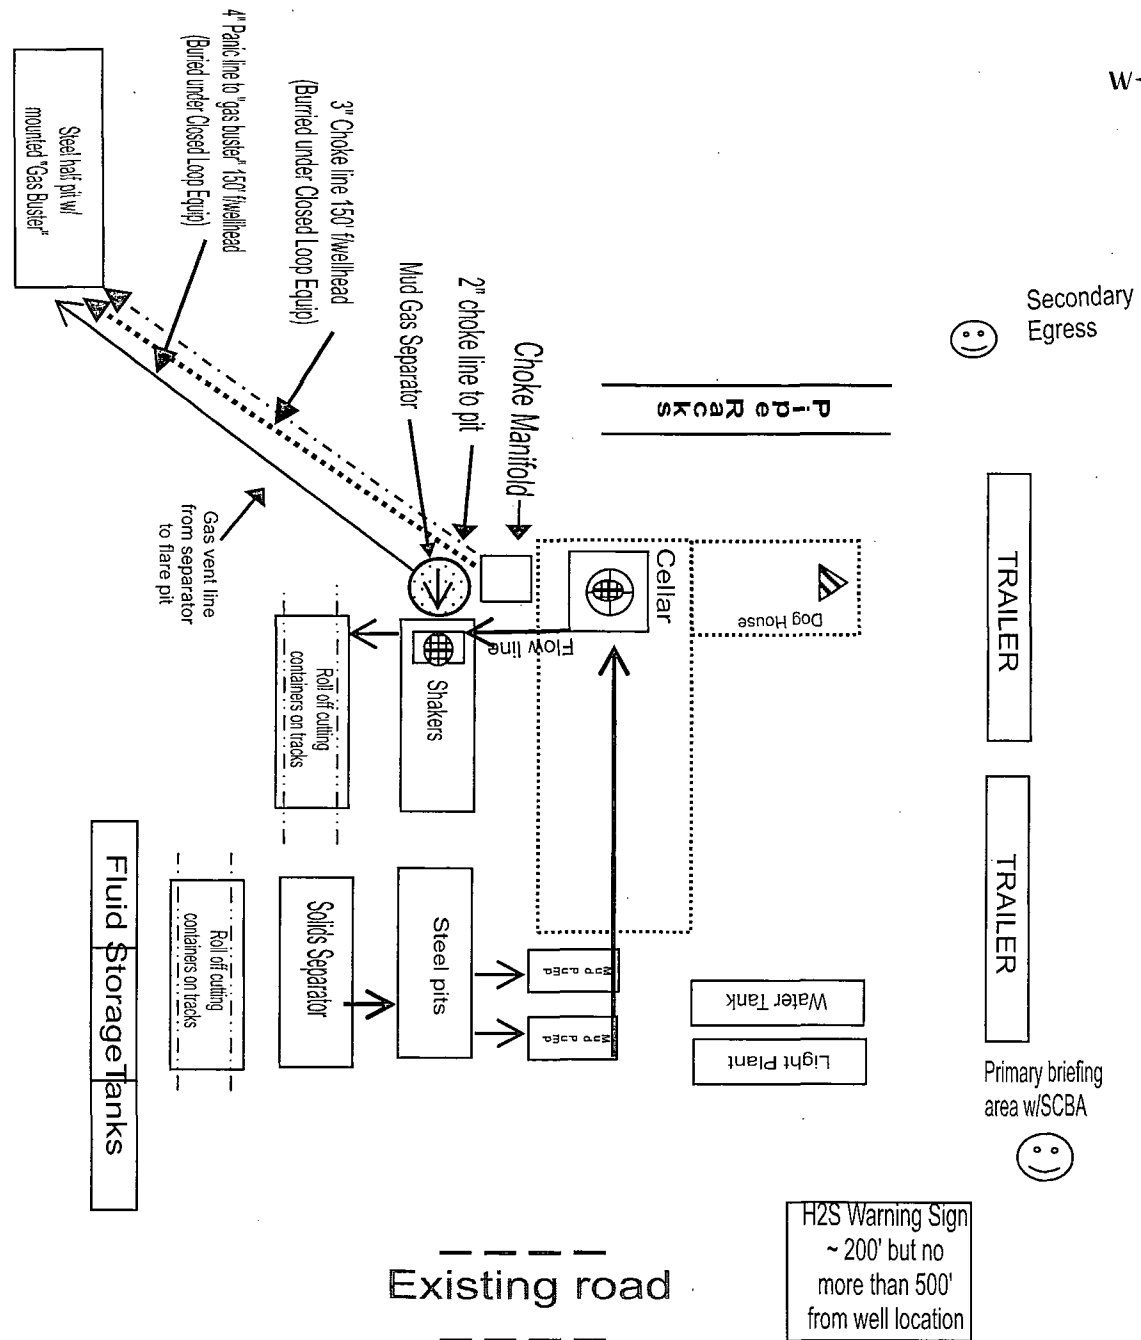 W
Secondary
Egress
4" Panic line to "gas buster" 150' f/wellhead
(Buried under Closed Loop Equip)
3" Choke line 150' f/wellhead
(Burried under Closed Loop Equip)
2" choke line to pit
Mud Gas Separator
Choke Manifold
Pipe Racks
Steel half pit w/
mounted "Gas Buster"
Gas vent line
from separator
to flare pit
Cellar
Dog House
TRAILER
Flow line
Shakers
Roll off cutting
containers on tracks
TRAILER
Fluid Storage Tanks
Roll off cutting
containers on tracks
Solids Separator
Steel pits
Mud pump
Mud pump
Water Tank
Light Plant
Primary briefing
area w/SCBA
H2S Warning Sign
~ 200' but no
more than 500'
from well location
Existing road